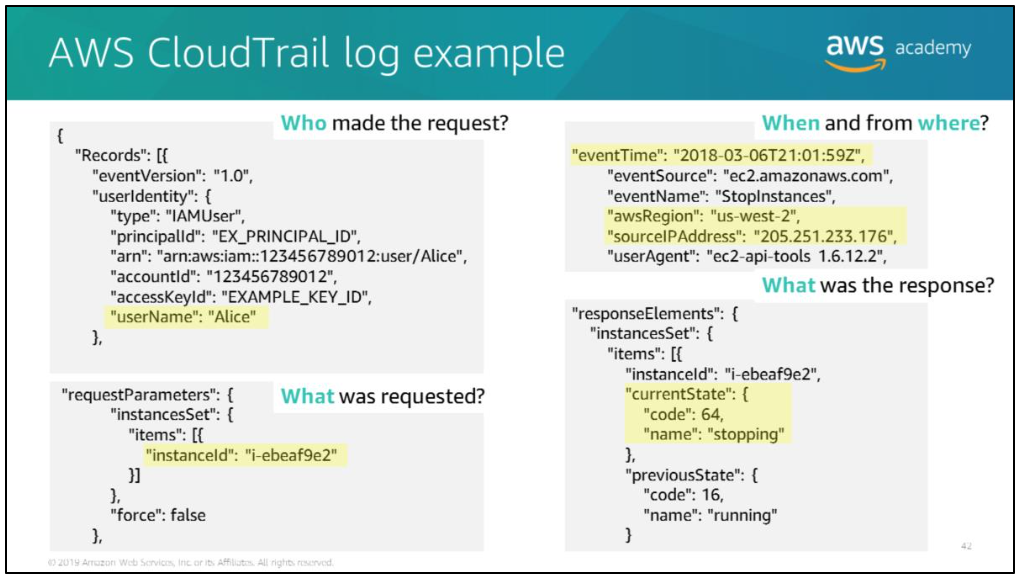 AWS CloudTrail log example
aws academy
Who made the request?
{
"Records": [{
"eventVersion": "1.0",
"userIdentity": {
"type": "IAMUser",
"principalId": "EX_PRINCIPAL_ID",
"arn": "arn:aws:iam::123456789012:user/Alice",
"accountId": "123456789012",
"accessKeyId": "EXAMPLE_KEY_ID",
"userName": "Alice"
},
What was requested?
"requestParameters": {
"instancesSet": {
"items": [{
"instanceId": "i-ebeaf9e2"
}]
},
"force": false
},
When and from where?
"eventTime": "2018-03-06T21:01:59Z",
"eventSource": "ec2.amazonaws.com",
"eventName": "StopInstances",
"awsRegion": "us-west-2",
"sourceIPAddress": "205.251.233.176",
"userAgent": "ec2-api-tools 1.6.12.2",
What was the response?
"responseElements": {
"instancesSet": {
"items": [{
"instanceId": "i-ebeaf9e2",
"currentState": {
"code": 64,
"name": "stopping"
},
"previousState": {
"code": 16,
"name": "running"
}
© 2019 Amazon Web Services, Inc. or its Affiliates. All rights reserved.
42